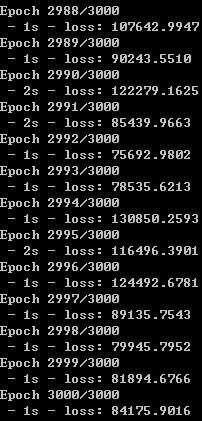 Epoch 2988/3000
 - 1s - loss: 107642.9947
Epoch 2989/3000
 - 1s - loss: 90243.5510
Epoch 2990/3000
 - 2s - loss: 122279.1625
Epoch 2991/3000
 - 2s - loss: 85439.9663
Epoch 2992/3000
 - 1s - loss: 75692.9802
Epoch 2993/3000
 - 1s - loss: 78535.6213
Epoch 2994/3000
 - 1s - loss: 130850.2593
Epoch 2995/3000
 - 2s - loss: 116496.3901
Epoch 2996/3000
 - 1s - loss: 124492.6781
Epoch 2997/3000
 - 1s - loss: 89135.7543
Epoch 2998/3000
 - 1s - loss: 79945.7952
Epoch 2999/3000
 - 1s - loss: 81894.6766
Epoch 3000/3000
 - 1s - loss: 84175.9016